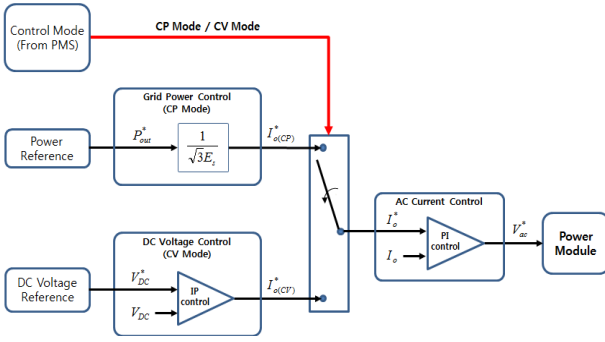 Control Mode
(From PMS)
CP Mode / CV Mode
Grid Power Control
(CP Mode)
Power
Reference
P*out
1
√3Es
I*o(CP)
AC Current Control
I*o
Io
PI
control
V*ac
Power
Module
DC Voltage Control
(CV Mode)
DC Voltage
Reference
V*DC
VDC
IP
control
I*o(CV)